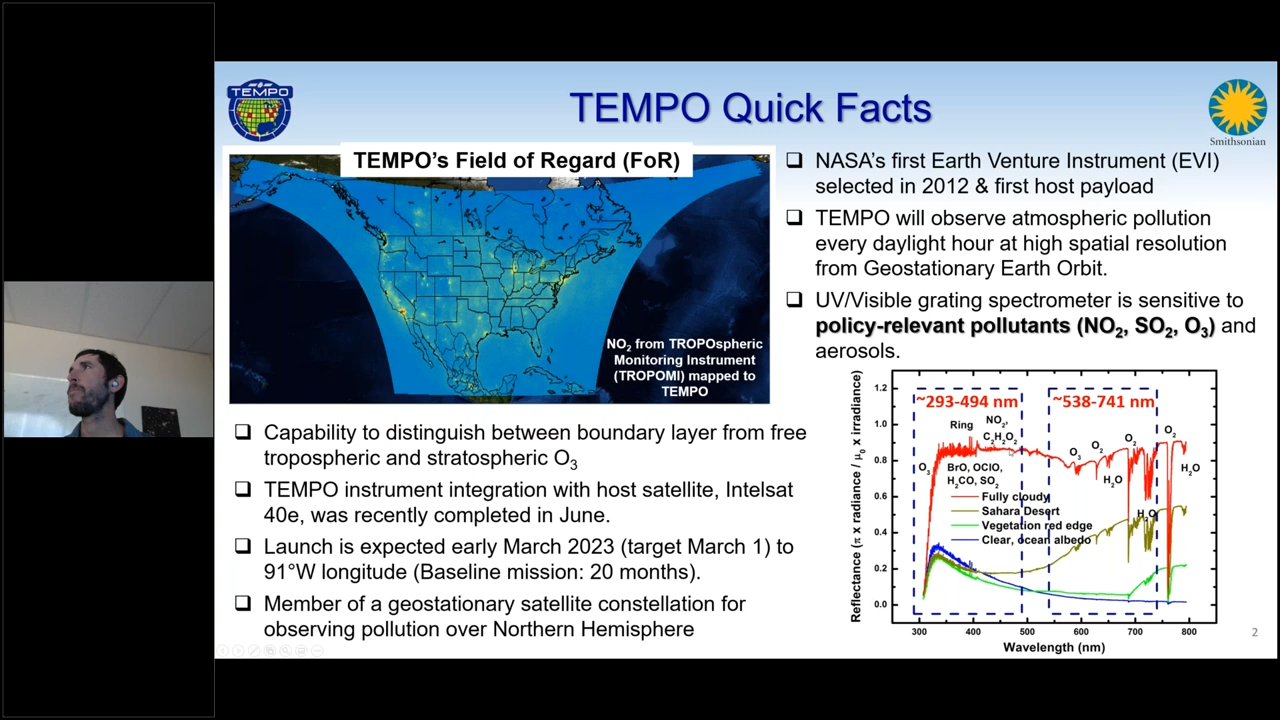 TEMPO
TEMPO Quick Facts
Smithsonian
TEMPO's Field of Regard (FoR)
NO2 from TROPOspheric
Monitoring Instrument
(TROPOMI) mapped to
TEMPO
❑ Capability to distinguish between boundary layer from free
tropospheric and stratospheric O3
❑ TEMPO instrument integration with host satellite, Intelsat
40e, was recently completed in June.
❑ Launch is expected early March 2023 (target March 1) to
91°W longitude (Baseline mission: 20 months).
❑ Member of a geostationary satellite constellation for
observing pollution over Northern Hemisphere
❑ NASA's first Earth Venture Instrument (EVI)
selected in 2012 & first host payload
❑ TEMPO will observe atmospheric pollution
every daylight hour at high spatial resolution
from Geostationary Earth Orbit.
❑ UV/Visible grating spectrometer is sensitive to
policy-relevant pollutants (NO2, SO2, O3) and
aerosols.
Reflectance (π x radiance / μ0 x irradiance)
1.2
1.0
0.8
0.6
0.4
0.2
0.0
~293-494 nm
~538-741 nm
Ring
NO2,
C2H2O2
O3
BrO, OClO,
H2CO, SO2
O3
O2
H2O
O2
H2O
O2
H2O
Fully cloudy
Sahara Desert
Vegetation red edge
Clear, ocean albedo
300 400 500 600 700 800
Wavelength (nm)
2